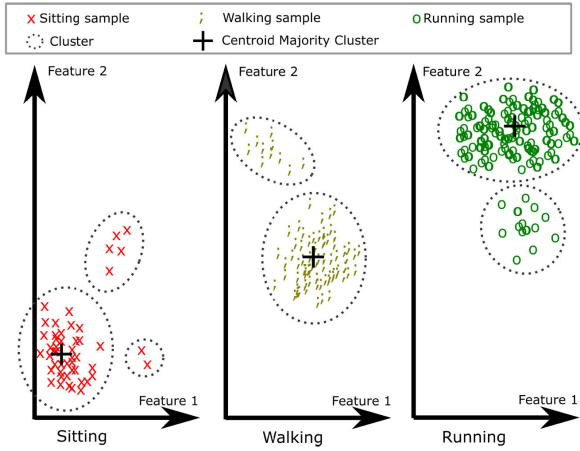 Sitting sample Walking sample Running sample
Cluster Centroid Majority Cluster
Feature 2 Feature 2 Feature 2
Feature 1 Feature 1 Feature 1
Sitting Walking Running